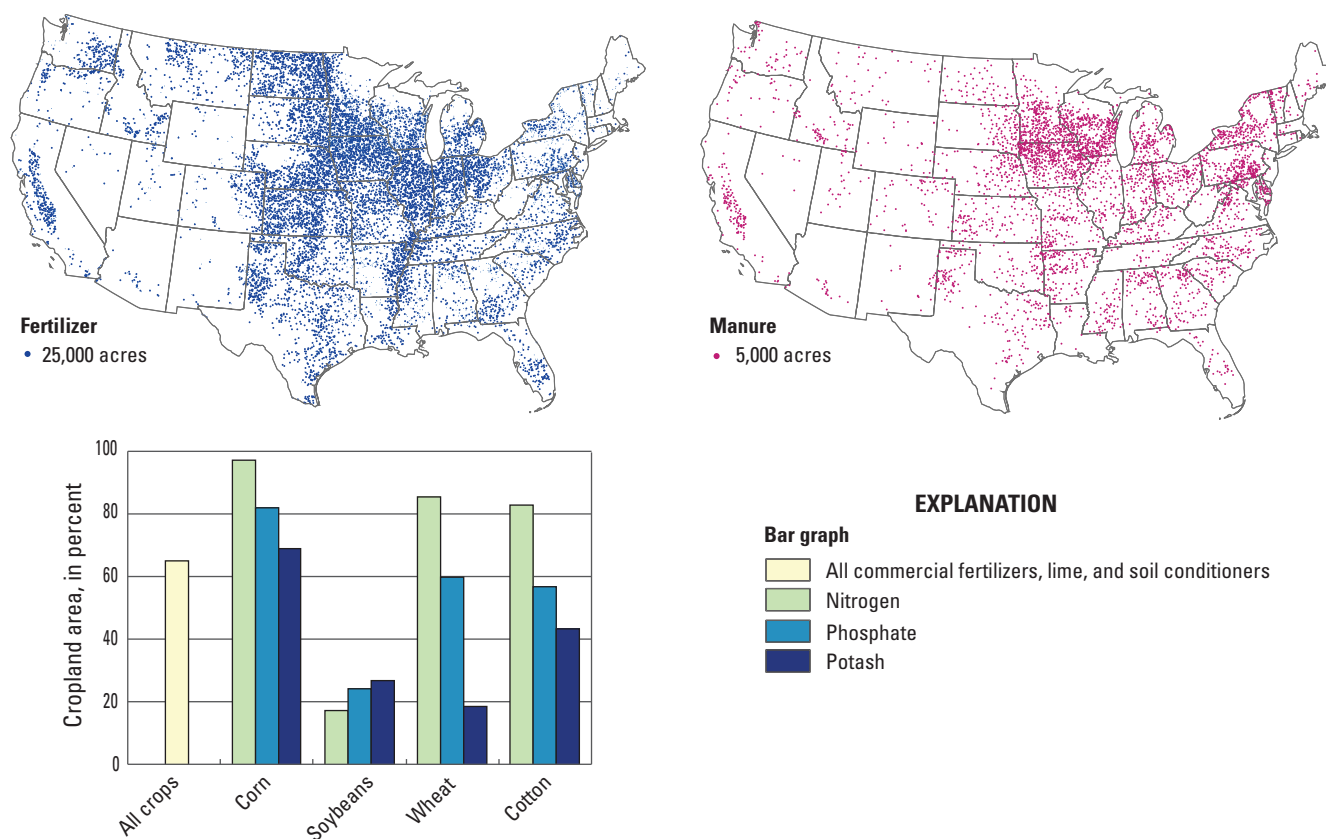 Fertilizer
25,000 acres
Manure
5,000 acres
Cropland area, in percent
100
80
60
40
20
0
All crops
Corn
Soybeans
Wheat
Cotton
EXPLANATION
Bar graph
All commercial fertilizers, lime, and soil conditioners
Nitrogen
Phosphate
Potash